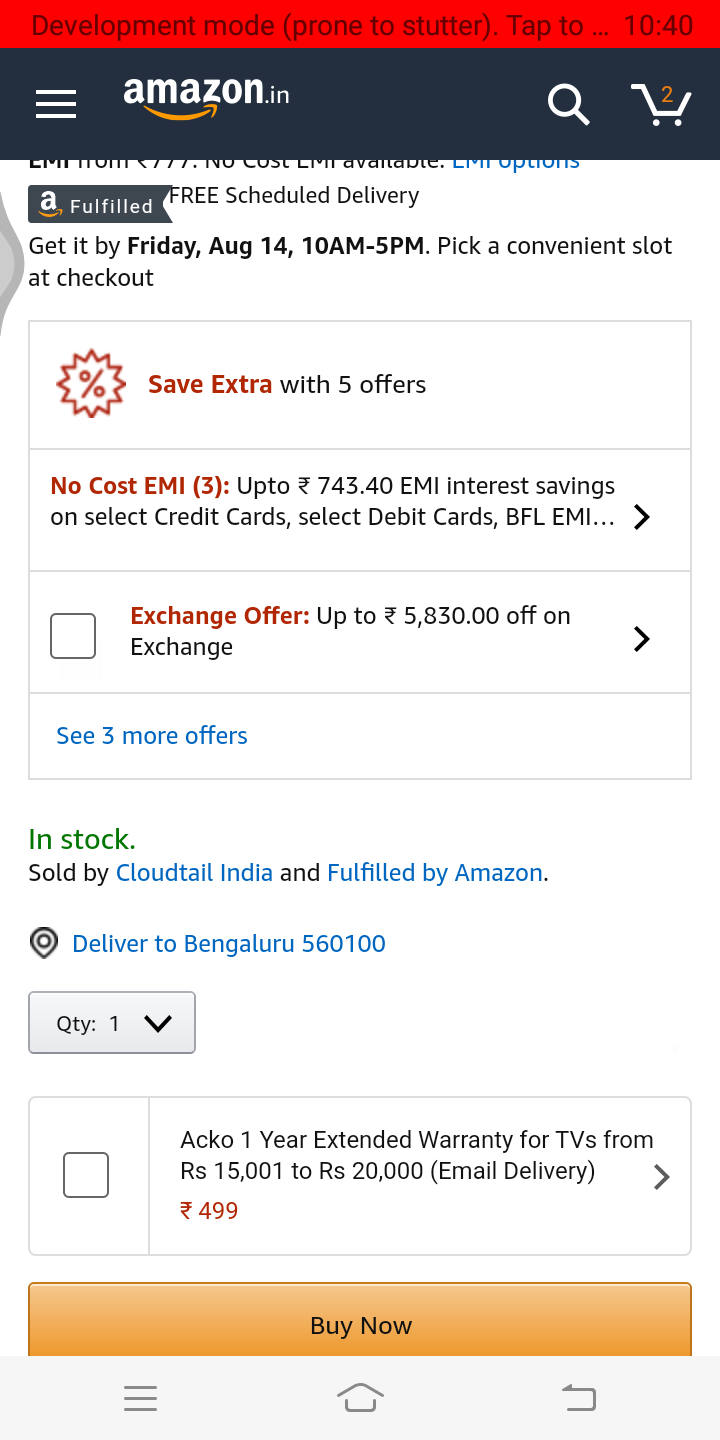 Development mode (prone to stutter). Tap to ... 10:40
amazon.in
2
EMI from ₹777. No Cost EMI available. EMI options
a Fulfilled FREE Scheduled Delivery
Get it by Friday, Aug 14, 10AM-5PM. Pick a convenient slot
at checkout
% Save Extra with 5 offers
No Cost EMI (3): Upto ₹ 743.40 EMI interest savings
on select Credit Cards, select Debit Cards, BFL EMI...
Exchange Offer: Up to ₹ 5,830.00 off on
Exchange
See 3 more offers
In stock.
Sold by Cloudtail India and Fulfilled by Amazon.
Deliver to Bengaluru 560100
Qty: 1
Acko 1 Year Extended Warranty for TVs from
Rs 15,001 to Rs 20,000 (Email Delivery)
₹ 499
Buy Now